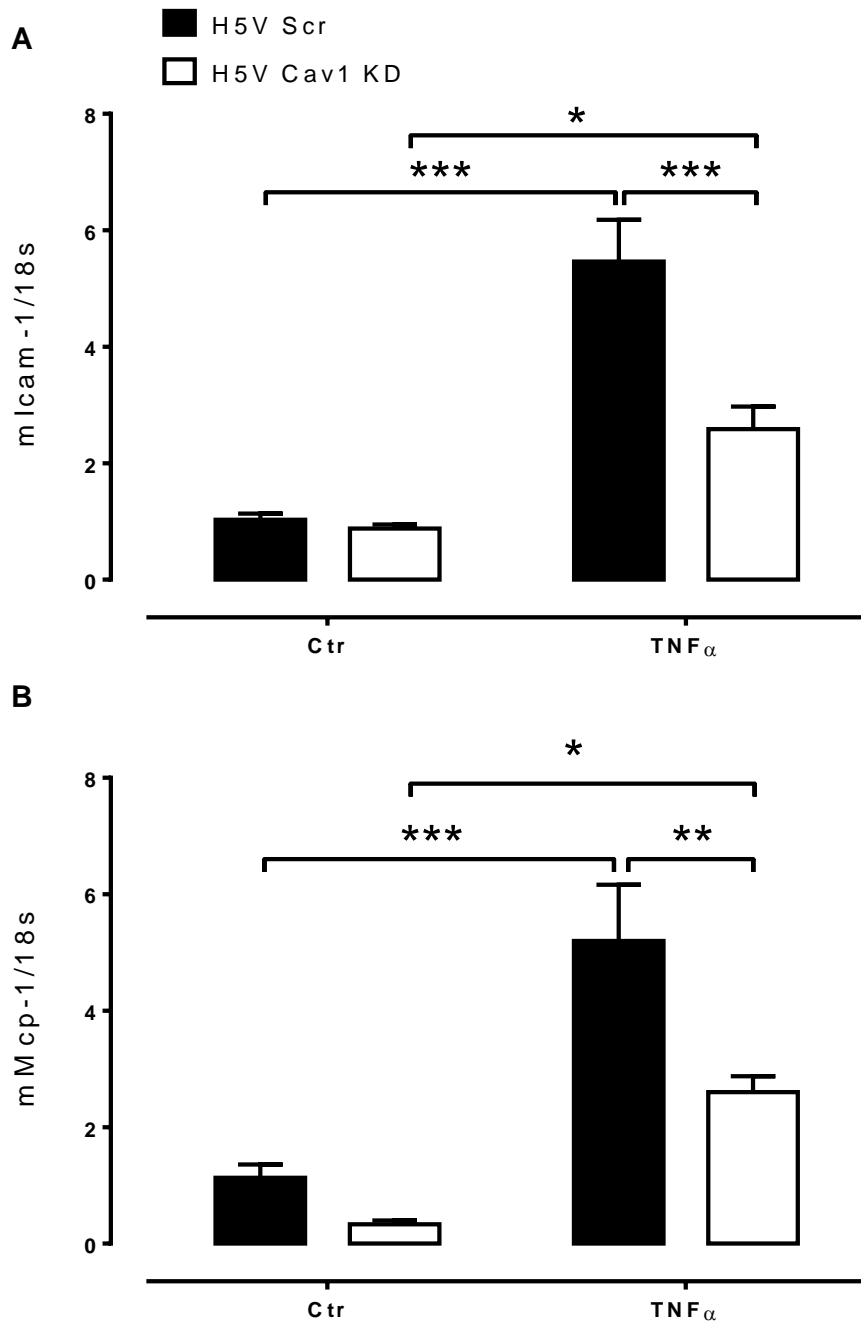 A
H5V Scr
H5V Cav1 KD
8
6
4
2
0
mIcam-1/18s
*
***
***
Ctr
TNFα
B
8
6
4
2
0
mMcp-1/18s
*
***
**
Ctr
TNFα